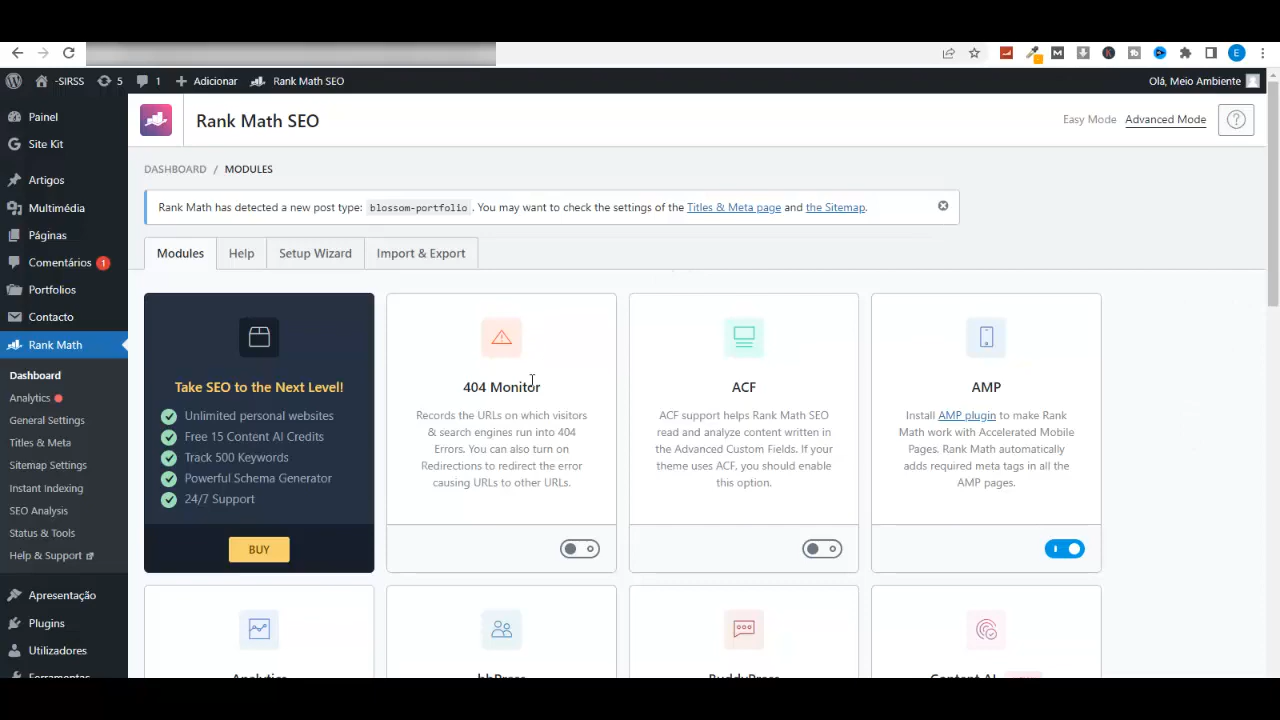 -SIRSS
5
1
Adicionar
Rank Math SEO
Olá, Meio Ambiente
Painel
Site Kit
Artigos
Multimédia
Páginas
Comentários 1
Portfolios
Contacto
Rank Math
Dashboard
Analytics
General Settings
Titles & Meta
Sitemap Settings
Instant Indexing
SEO Analysis
Status & Tools
Help & Support
Apresentação
Plugins
Utilizadores
Rank Math SEO
Easy Mode
Advanced Mode
DASHBOARD / MODULES
Rank Math has detected a new post type: blossom-portfolio. You may want to check the settings of the Titles & Meta page and the Sitemap.
Modules
Help
Setup Wizard
Import & Export
Take SEO to the Next Level!
Unlimited personal websites
Free 15 Content AI Credits
Track 500 Keywords
Powerful Schema Generator
24/7 Support
BUY
404 Monitor
Records the URLs on which visitors
& search engines run into 404
Errors. You can also turn on
Redirections to redirect the error
causing URLs to other URLs.
ACF
ACF support helps Rank Math SEO
read and analyze content written in
the Advanced Custom Fields. If your
theme uses ACF, you should enable
this option.
AMP
Install AMP plugin to make Rank
Math work with Accelerated Mobile
Pages. Rank Math automatically
adds required meta tags in all the
AMP pages.